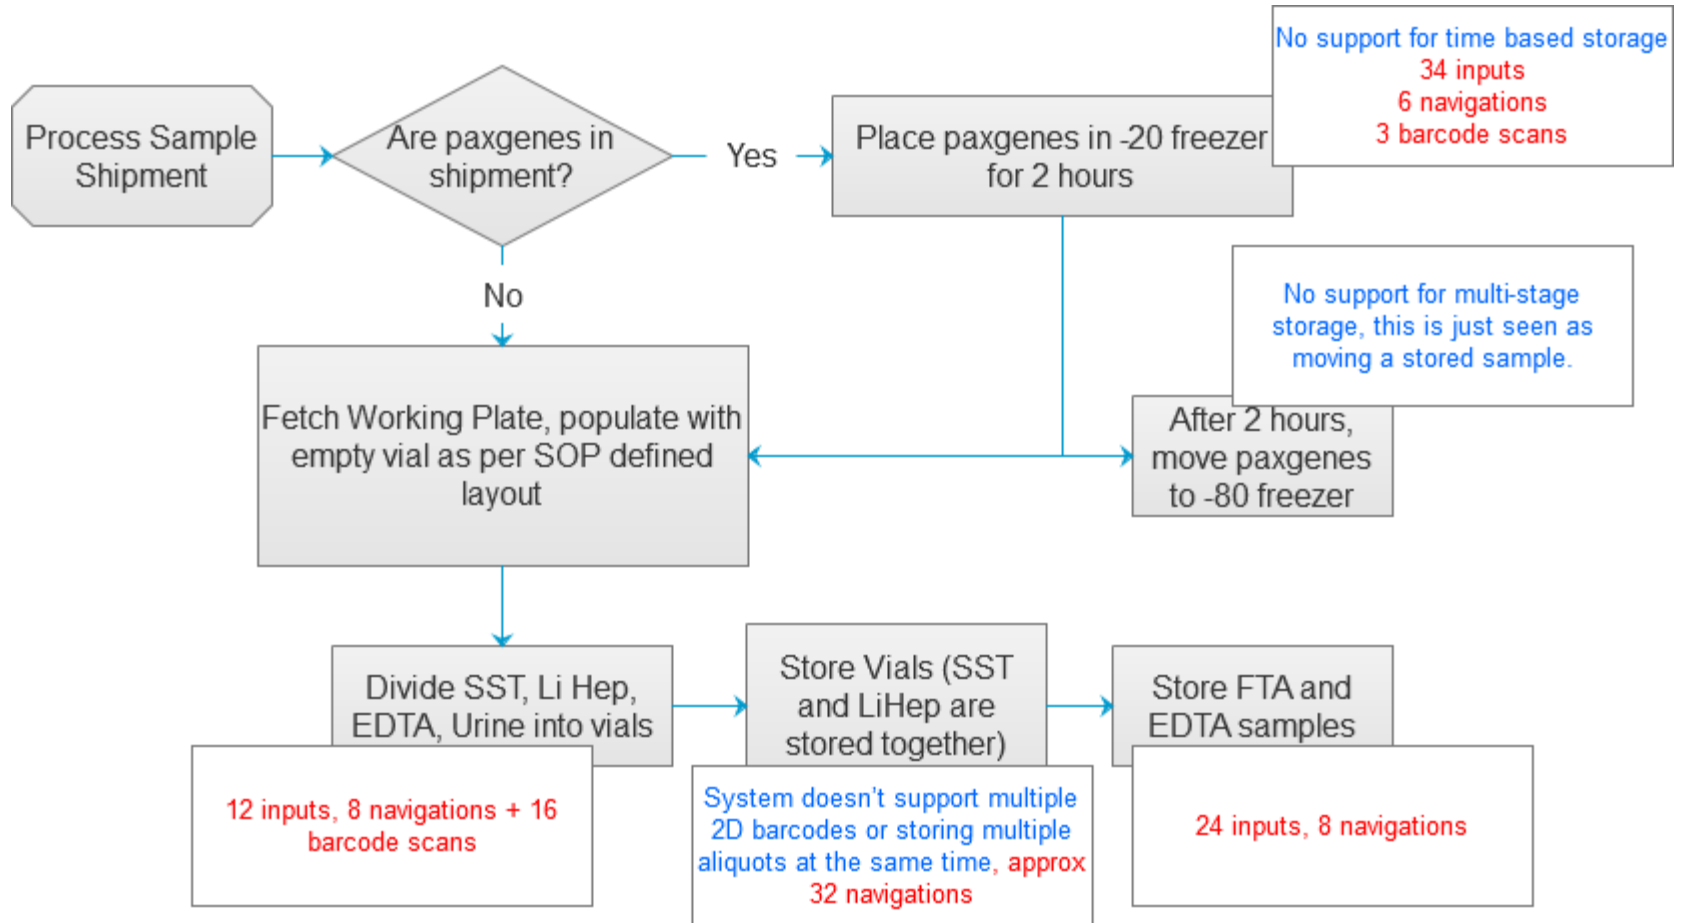 Process Sample
Shipment
Are paxgenes in
shipment?
Yes
Place paxgenes in -20 freezer
for 2 hours
No support for time based storage
34 inputs
6 navigations
3 barcode scans
No
No support for multi-stage
storage, this is just seen as
moving a stored sample.
After 2 hours,
move paxgenes
to -80 freezer
Fetch Working Plate, populate with
empty vial as per SOP defined
layout
Divide SST, Li Hep,
EDTA, Urine into vials
12 inputs, 8 navigations + 16
barcode scans
Store Vials (SST
and LiHep are
stored together)
System doesn't support multiple
2D barcodes or storing multiple
aliquots at the same time, approx
32 navigations
Store FTA and
EDTA samples
24 inputs, 8 navigations